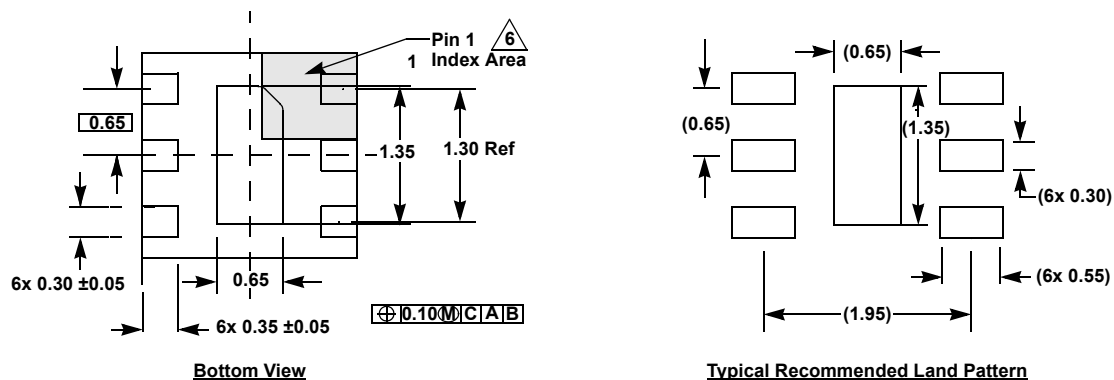 Pin 1
6
1 Index Area
0.65
1.35
1.30 Ref
6x 0.30 ±0.05
0.65
6x 0.35 ±0.05
⌖ 0.10 Ⓜ C A B
Bottom View
(0.65)
(0.65)
(1.35)
(6x 0.30)
(6x 0.55)
(1.95)
Typical Recommended Land Pattern